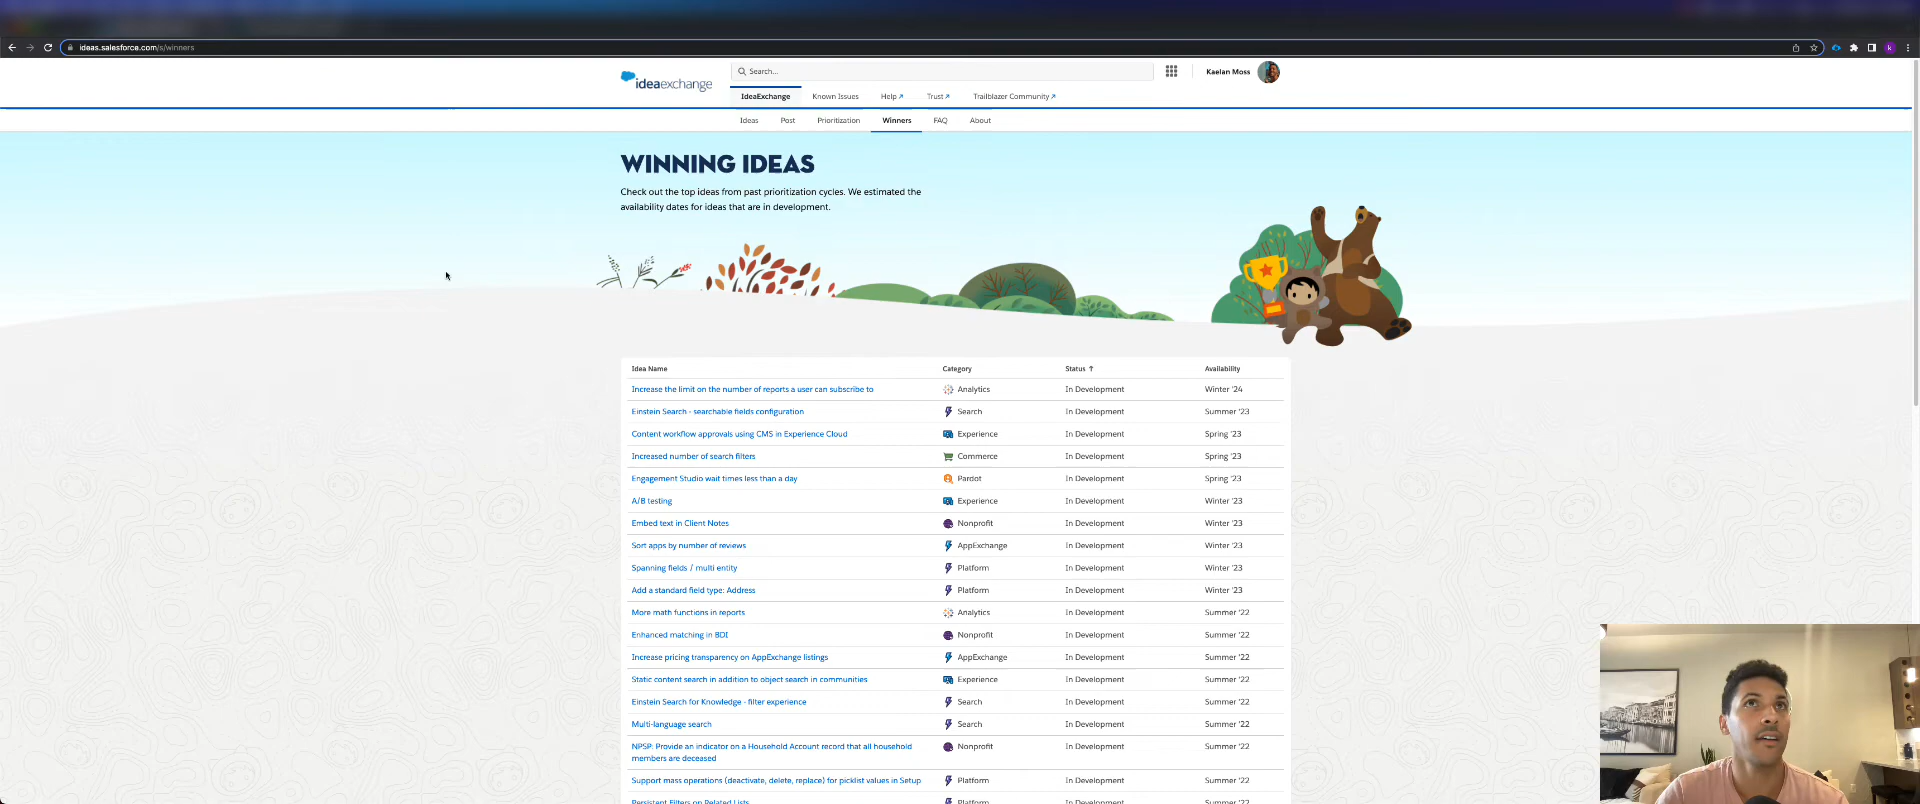 ideas.salesforce.com/s/winners
k
ideaexchange
Search...
Kaelan Moss
IdeaExchange Known Issues Help Trust Trailblazer Community
Ideas Post Prioritization Winners FAQ About
WINNING IDEAS
Check out the top ideas from past prioritization cycles. We estimated the
availability dates for ideas that are in development.
Idea Name Category Status ↑ Availability
Increase the limit on the number of reports a user can subscribe to Analytics In Development Winter '24
Einstein Search - searchable fields configuration Search In Development Summer '23
Content workflow approvals using CMS in Experience Cloud Experience In Development Spring '23
Increased number of search filters Commerce In Development Spring '23
Engagement Studio wait times less than a day Pardot In Development Spring '23
A/B testing Experience In Development Winter '23
Embed text in Client Notes Nonprofit In Development Winter '23
Sort apps by number of reviews AppExchange In Development Winter '23
Spanning fields / multi entity Platform In Development Winter '23
Add a standard field type: Address Platform In Development Winter '23
More math functions in reports Analytics In Development Summer '22
Enhanced matching in BDI Nonprofit In Development Summer '22
Increase pricing transparency on AppExchange listings AppExchange In Development Summer '22
Static content search in addition to object search in communities Experience In Development Summer '22
Einstein Search for Knowledge - filter experience Search In Development Summer '22
Multi-language search Search In Development Summer '22
NPSP: Provide an indicator on a Household Account record that all household Nonprofit In Development Summer '22
members are deceased
Support mass operations (deactivate, delete, replace) for picklist values in Setup Platform In Development Summer '22
Persistent Filters on Related Lists Platform In Development Summer '22